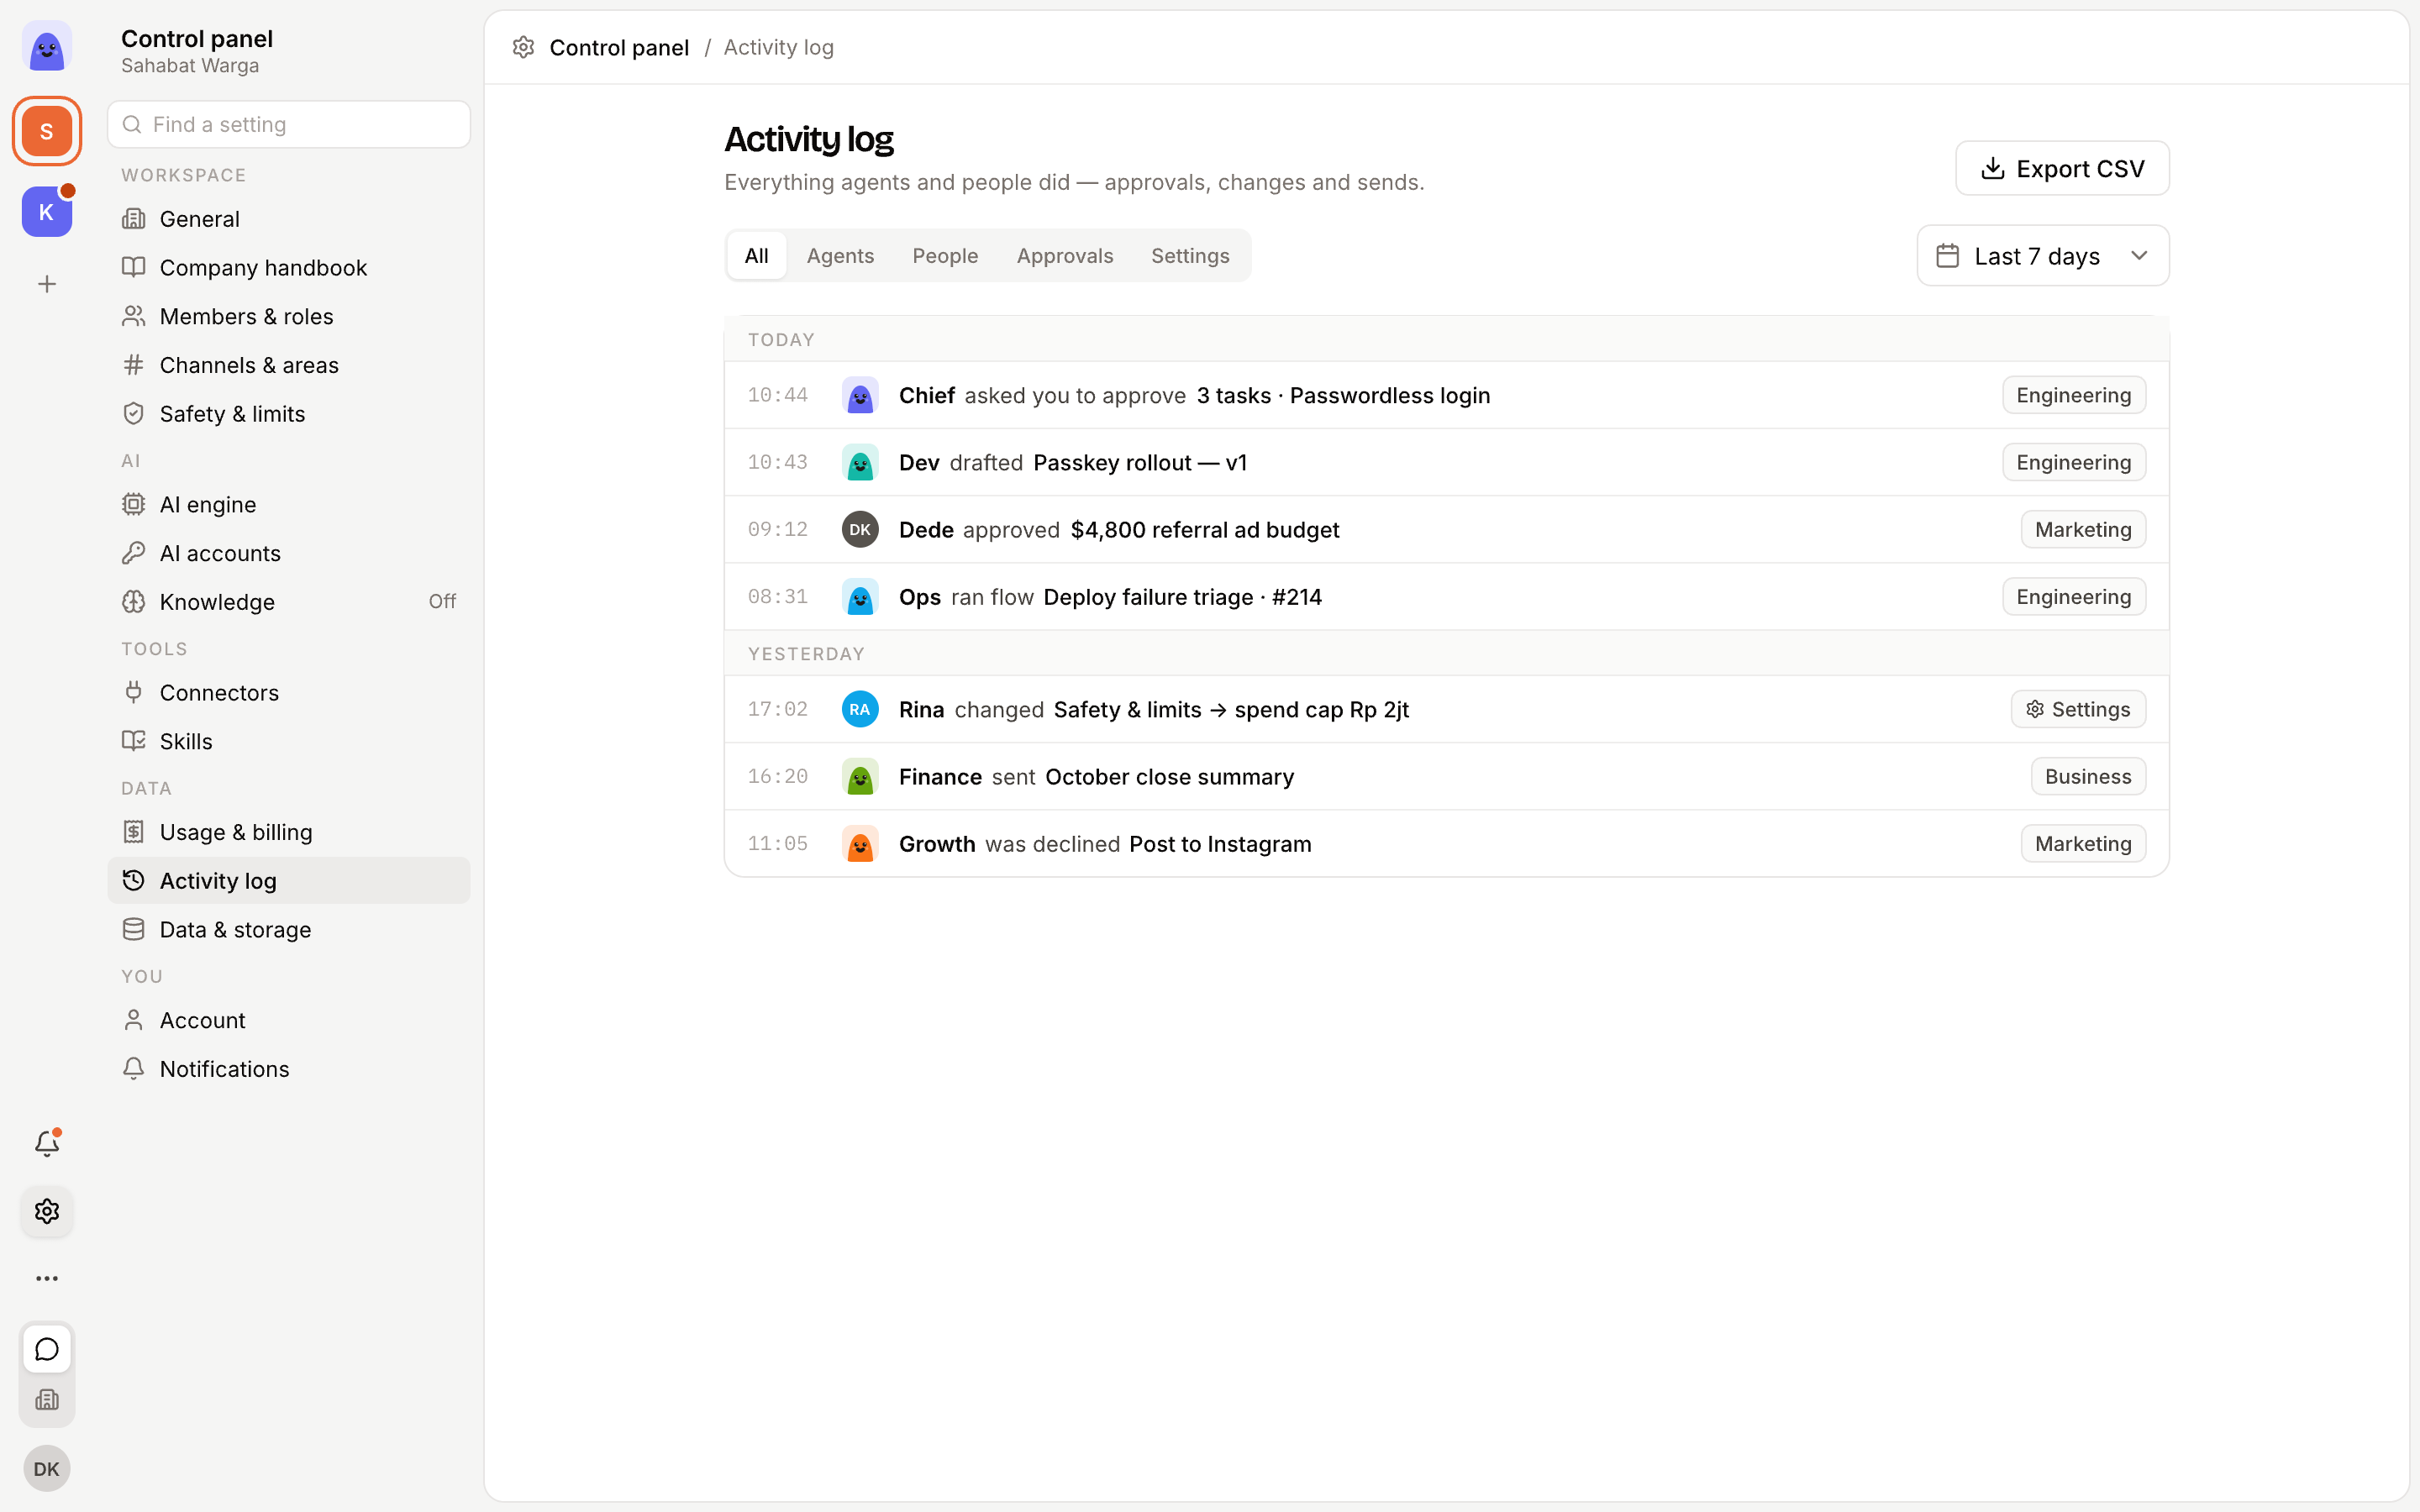 Control panel
Sahabat Warga
S
K
Find a setting
WORKSPACE
General
Company handbook
Members & roles
Channels & areas
Safety & limits
AI
AI engine
AI accounts
Knowledge Off
TOOLS
Connectors
Skills
DATA
Usage & billing
Activity log
Data & storage
YOU
Account
Notifications
DK
Control panel / Activity log
Activity log
Everything agents and people did — approvals, changes and sends.
Export CSV
All Agents People Approvals Settings
Last 7 days
TODAY
10:44 Chief asked you to approve 3 tasks · Passwordless login Engineering
10:43 Dev drafted Passkey rollout — v1 Engineering
09:12 DK Dede approved $4,800 referral ad budget Marketing
08:31 Ops ran flow Deploy failure triage · #214 Engineering
YESTERDAY
17:02 RA Rina changed Safety & limits → spend cap Rp 2jt Settings
16:20 Finance sent October close summary Business
11:05 Growth was declined Post to Instagram Marketing